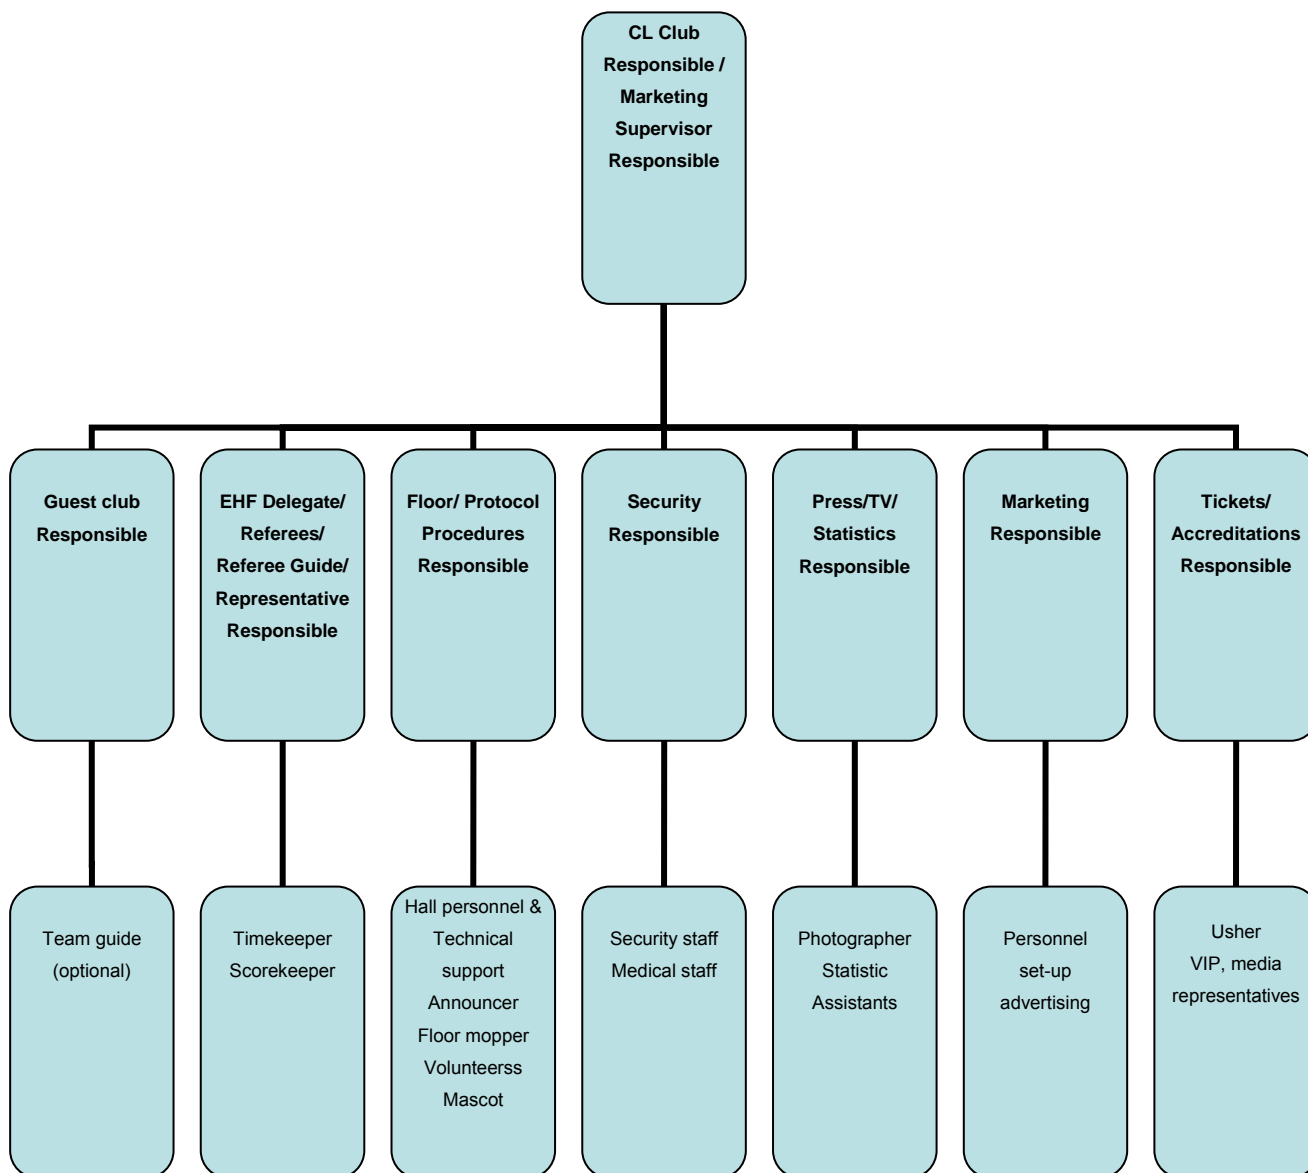 CL Club
Responsible /
Marketing
Supervisor
Responsible
Guest club
Responsible
EHF Delegate/
Referees/
Referee Guide/
Representative
Responsible
Floor/ Protocol
Procedures
Responsible
Security
Responsible
Press/TV/
Statistics
Responsible
Marketing
Responsible
Tickets/
Accreditations
Responsible
Team guide
(optional)
Timekeeper
Scorekeeper
Hall personnel &
Technical
support
Announcer
Floor mopper
Volunteerss
Mascot
Security staff
Medical staff
Photographer
Statistic
Assistants
Personnel
set-up
advertising
Usher
VIP, media
representatives